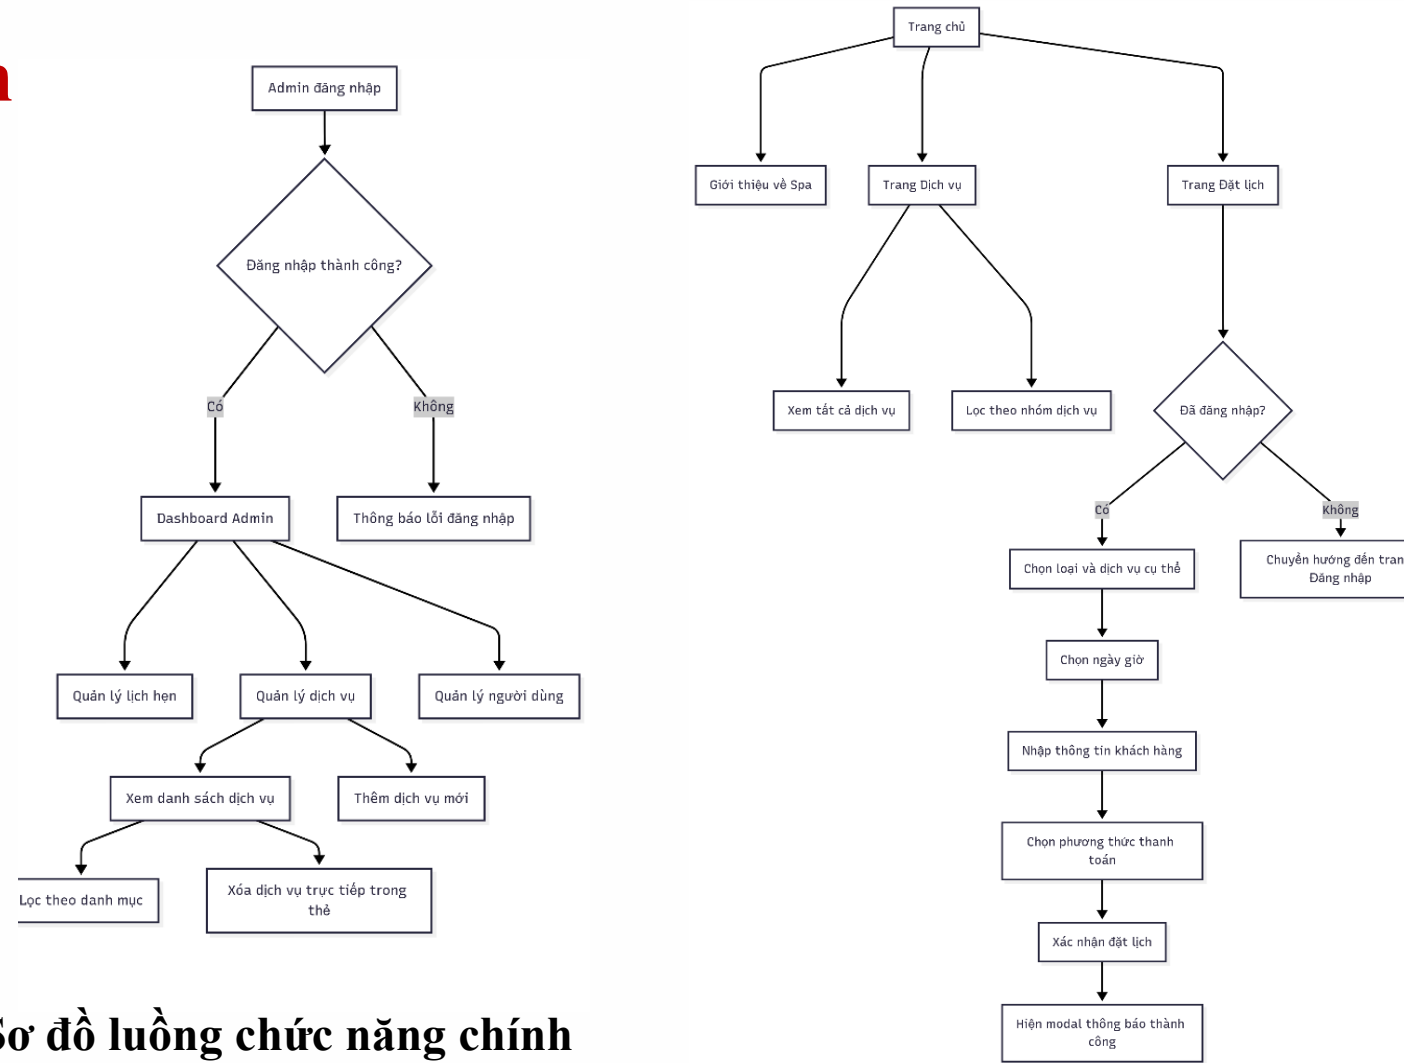 Admin đăng nhập
Đăng nhập thành công?
Có
Không
Dashboard Admin
Thông báo lỗi đăng nhập
Quản lý lịch hẹn
Quản lý dịch vụ
Quản lý người dùng
Xem danh sách dịch vụ
Thêm dịch vụ mới
Lọc theo danh mục
Xóa dịch vụ trực tiếp trong
thẻ
Sơ đồ luồng chức năng chính
Trang chủ
Giới thiệu về Spa
Trang Dịch vụ
Trang Đặt lịch
Xem tất cả dịch vụ
Lọc theo nhóm dịch vụ
Đã đăng nhập?
Có
Không
Chọn loại và dịch vụ cụ thể
Chuyển hướng đến tran
Đăng nhập
Chọn ngày giờ
Nhập thông tin khách hàng
Chọn phương thức thanh
toán
Xác nhận đặt lịch
Hiện modal thông báo thành
công